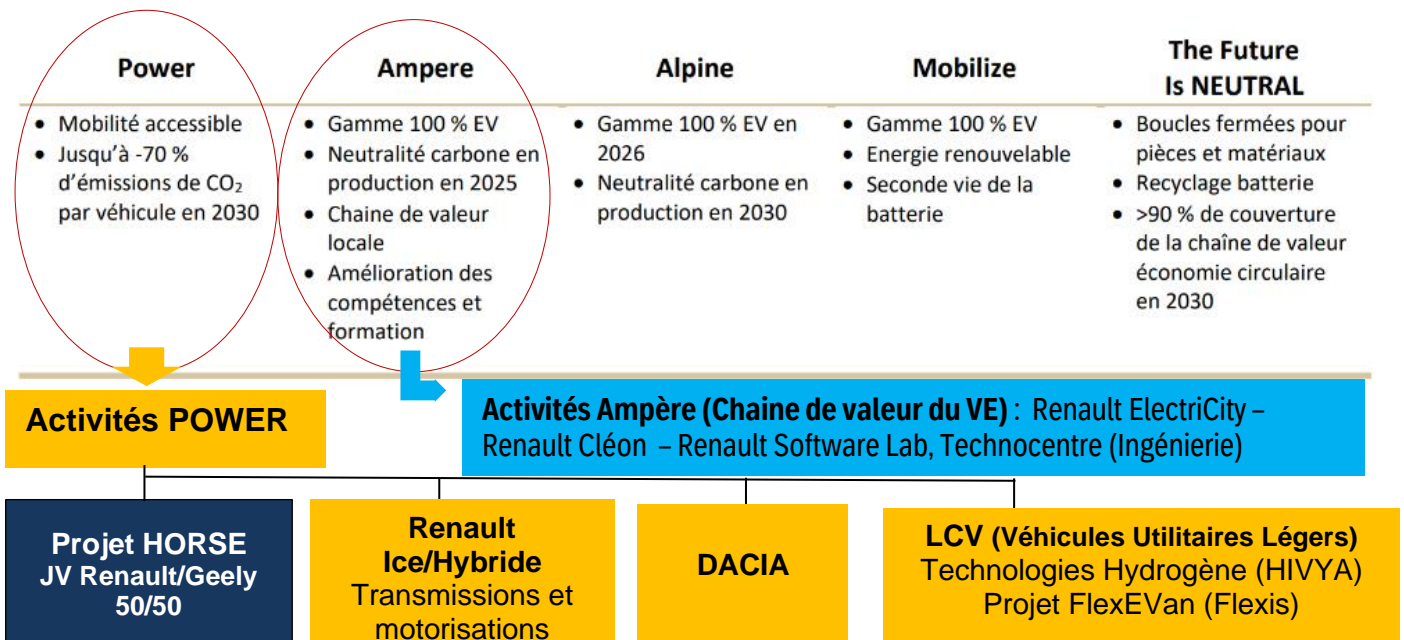 Power
Ampere
Alpine
Mobilize
The Future
Is NEUTRAL
• Mobilité accessible
• Jusqu’à -70 %
d’émissions de CO₂
par véhicule en 2030
• Gamme 100 % EV
• Neutralité carbone en
production en 2025
• Chaine de valeur
locale
• Amélioration des
compétences et
formation
• Gamme 100 % EV en
2026
• Neutralité carbone en
production en 2030
• Gamme 100 % EV
• Energie renouvelable
• Seconde vie de la
batterie
• Boucles fermées pour
pièces et matériaux
• Recyclage batterie
• >90 % de couverture
de la chaîne de valeur
économie circulaire
en 2030
Activités POWER
Activités Ampère (Chaine de valeur du VE) : Renault ElectriCity –
Renault Cléon – Renault Software Lab, Technocentre (Ingénierie)
Projet HORSE
JV Renault/Geely
50/50
Renault
Ice/Hybride
Transmissions et
motorisations
DACIA
LCV (Véhicules Utilitaires Légers)
Technologies Hydrogène (HIVYA)
Projet FlexEVan (Flexis)